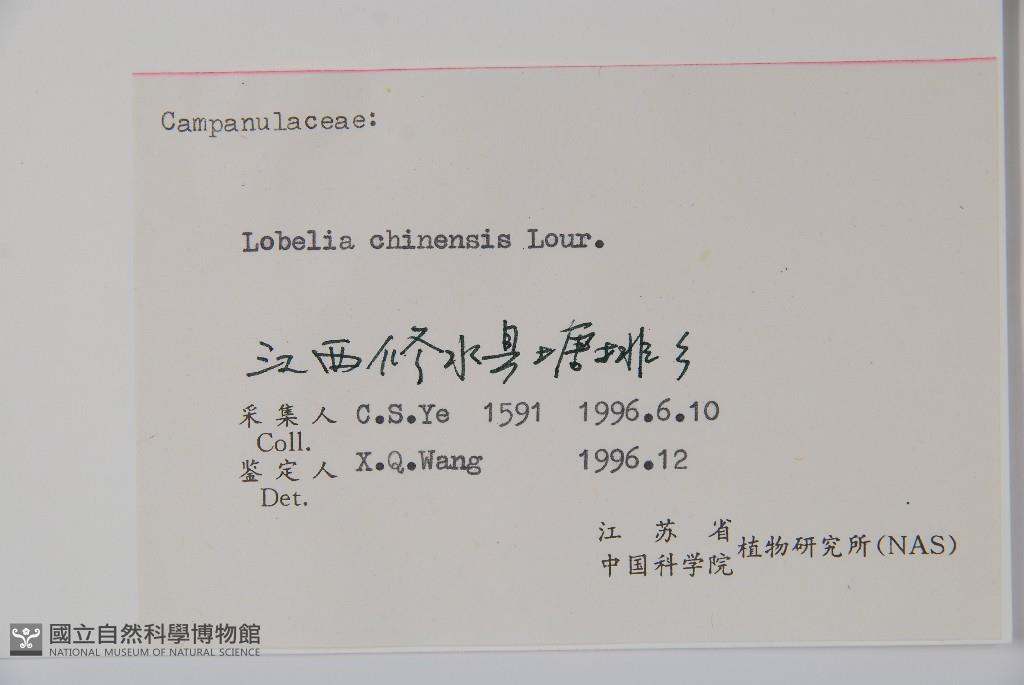 Campanulaceae:
Lobelia chinensis Lour.
江西修水县塘排乡
采集人 C.S.Ye 1591 1996.6.10
Coll.
鉴定人 X.Q.Wang 1996.12
Det.
江苏省
中国科学院 植物研究所(NAS)
國立自然科學博物館
NATIONAL MUSEUM OF NATURAL SCIENCE